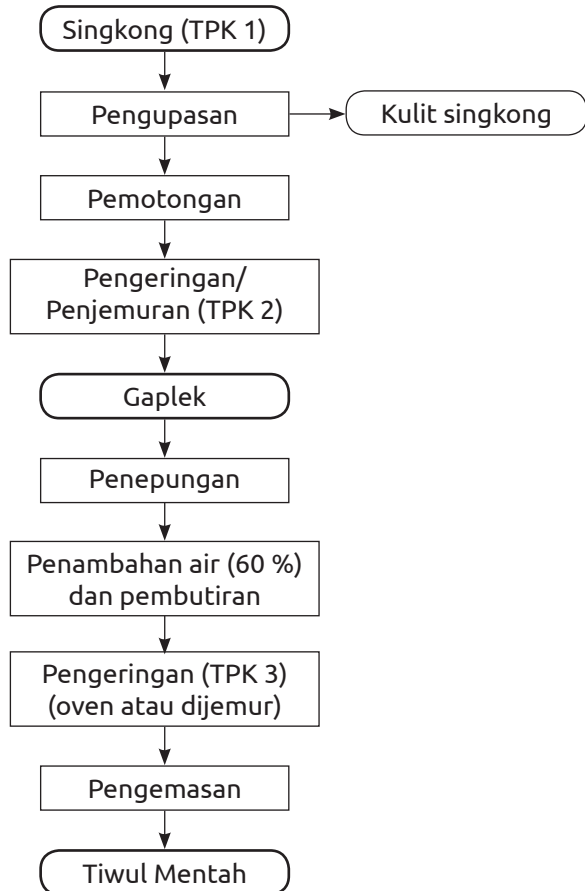 Singkong (TPK 1)
Pengupasan
Kulit singkong
Pemotongan
Pengeringan/
Penjemuran (TPK 2)
Gaplek
Penepungan
Penambahan air (60 %)
dan pembutiran
Pengeringan (TPK 3)
(oven atau dijemur)
Pengemasan
Tiwul Mentah